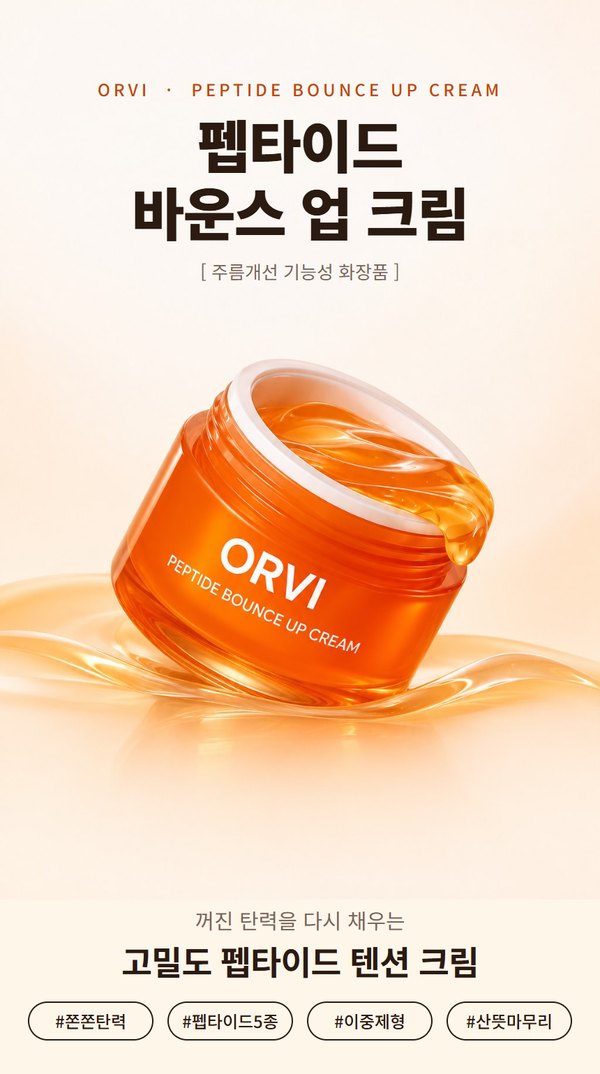 ORVI · PEPTIDE BOUNCE UP CREAM
펩타이드
바운스 업 크림
[ 주름개선 기능성 화장품 ]
ORVI
PEPTIDE BOUNCE UP CREAM
꺼진 탄력을 다시 채우는
고밀도 펩타이드 텐션 크림
#쫀쫀탄력 #펩타이드5종 #이중제형 #산뜻마무리